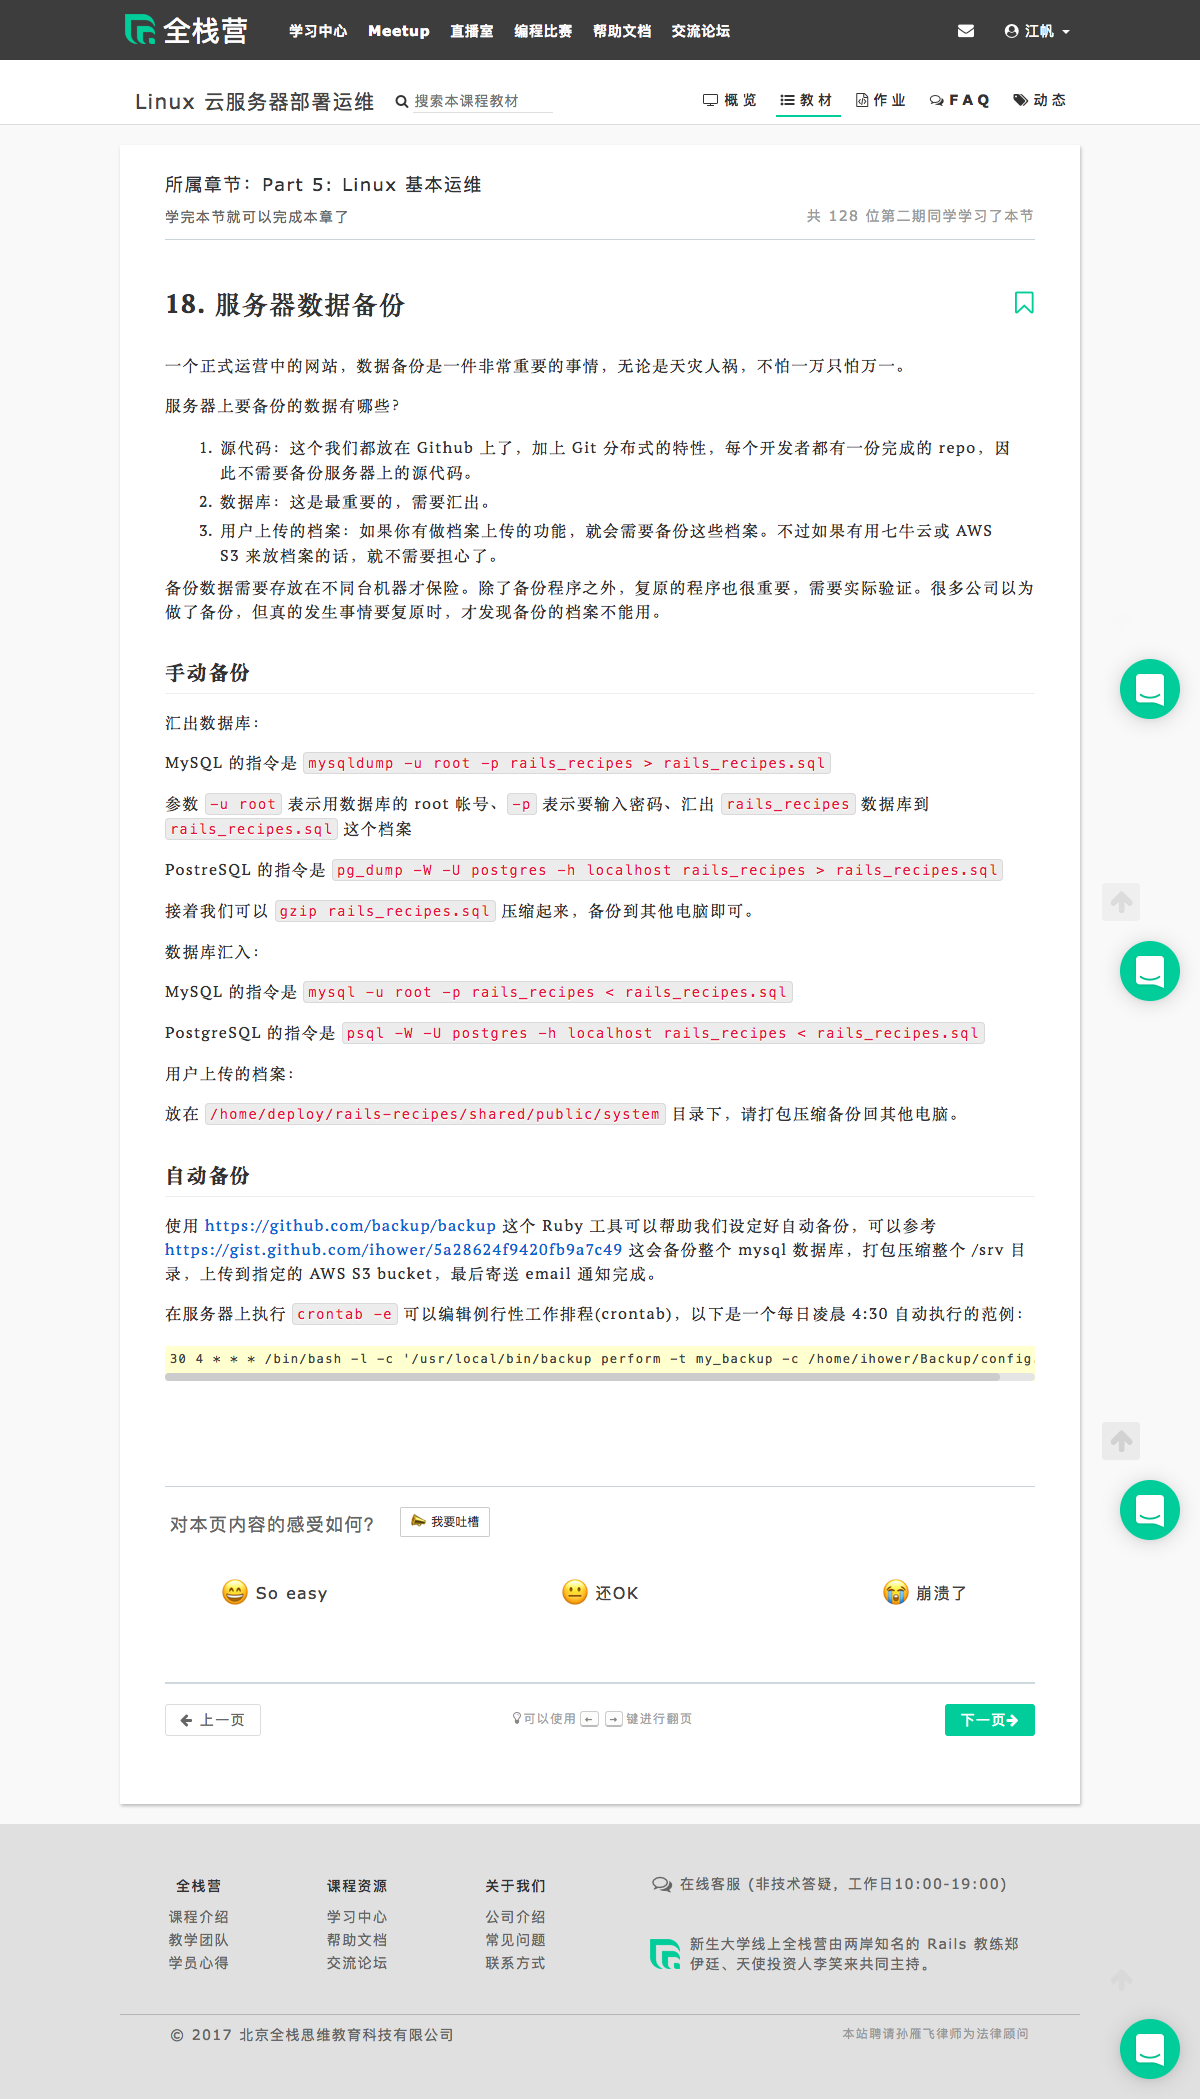 全栈营 学习中心 Meetup 直播室 编程比赛 帮助文档 交流论坛 江帆
Linux 云服务器部署运维 搜索本课程教材 概览 教材 作业 FAQ 动态
所属章节：Part 5: Linux 基本运维
学完本节就可以完成本章了 共 128 位第二期同学学习了本节
18. 服务器数据备份
一个正式运营中的网站，数据备份是一件非常重要的事情，无论是天灾人祸，不怕一万只怕万一。
服务器上要备份的数据有哪些？
1. 源代码：这个我们都放在 Github 上了，加上 Git 分布式的特性，每个开发者都有一份完成的 repo，因
此不需要备份服务器上的源代码。
2. 数据库：这是最重要的，需要汇出。
3. 用户上传的档案：如果你有做档案上传的功能，就会需要备份这些档案。不过如果有用七牛云或 AWS
S3 来放档案的话，就不需要担心了。
备份数据需要存放在不同台机器才保险。除了备份程序之外，复原的程序也很重要，需要实际验证。很多公司以为
做了备份，但真的发生事情要复原时，才发现备份的档案不能用。
手动备份
汇出数据库：
MySQL 的指令是 mysqldump -u root -p rails_recipes > rails_recipes.sql
参数 -u root 表示用数据库的 root 帐号、-p 表示要输入密码、汇出 rails_recipes 数据库到
rails_recipes.sql 这个档案
PostreSQL 的指令是 pg_dump -W -U postgres -h localhost rails_recipes > rails_recipes.sql
接着我们可以 gzip rails_recipes.sql 压缩起来，备份到其他电脑即可。
数据库汇入：
MySQL 的指令是 mysql -u root -p rails_recipes < rails_recipes.sql
PostgreSQL 的指令是 psql -W -U postgres -h localhost rails_recipes < rails_recipes.sql
用户上传的档案：
放在 /home/deploy/rails-recipes/shared/public/system 目录下，请打包压缩备份回其他电脑。
自动备份
使用 https://github.com/backup/backup 这个 Ruby 工具可以帮助我们设定好自动备份，可以参考
https://gist.github.com/ihower/5a28624f9420fb9a7c49 这会备份整个 mysql 数据库，打包压缩整个 /srv 目
录，上传到指定的 AWS S3 bucket，最后寄送 email 通知完成。
在服务器上执行 crontab -e 可以编辑例行性工作排程(crontab)，以下是一个每日凌晨 4:30 自动执行的范例：
30 4 * * * /bin/bash -l -c '/usr/local/bin/backup perform -t my_backup -c /home/ihower/Backup/config.
对本页内容的感受如何？ 我要吐槽
So easy 还OK 崩溃了
上一页 可以使用 ← → 键进行翻页 下一页
全栈营 课程资源 关于我们 在线客服 (非技术答疑，工作日10:00-19:00)
课程介绍 学习中心 公司介绍
教学团队 帮助文档 常见问题
学员心得 交流论坛 联系方式
新生大学线上全栈营由两岸知名的 Rails 教练郑
伊廷、天使投资人李笑来共同主持。
© 2017 北京全栈思维教育科技有限公司 本站聘请孙雁飞律师为法律顾问